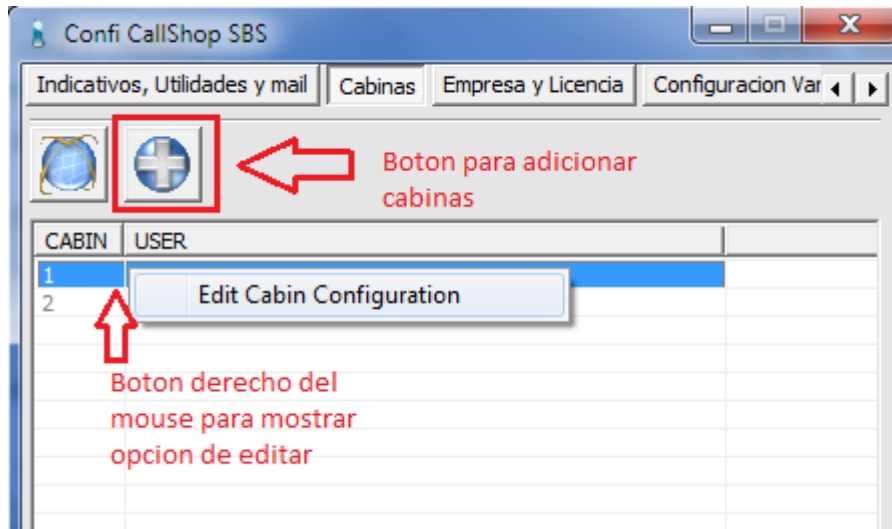 Confi CallShop SBS
Indicativos, Utilidades y mail Cabinas Empresa y Licencia Configuracion Var
Boton para adicionar
cabinas
CABIN USER
1
Edit Cabin Configuration
2
Boton derecho del
mouse para mostrar
opcion de editar